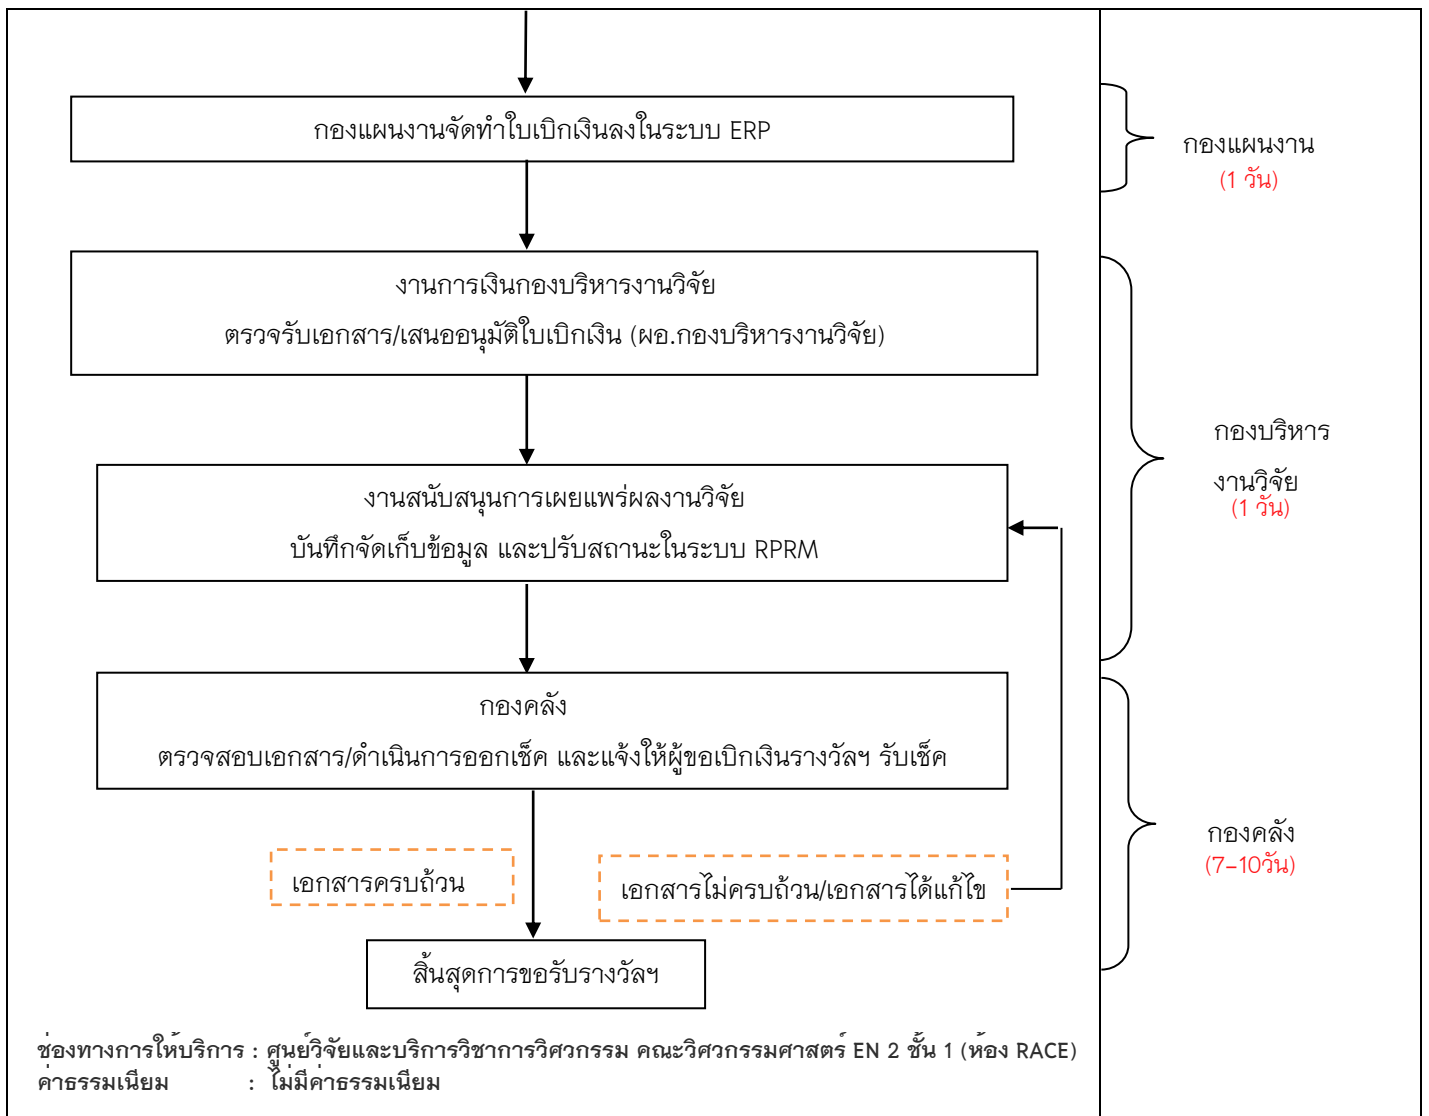 กองแผนงานจัดทำใบเบิกเงินลงในระบบ ERP
กองแผนงาน
(1 วัน)
งานการเงินกองบริหารงานวิจัย
ตรวจรับเอกสาร/เสนออนุมัติใบเบิกเงิน (ผอ.กองบริหารงานวิจัย)
กองบริหาร
งานวิจัย
(1 วัน)
งานสนับสนุนการเผยแพร่ผลงานวิจัย
บันทึกจัดเก็บข้อมูล และปรับสถานะในระบบ RPRM
กองคลัง
ตรวจสอบเอกสาร/ดำเนินการออกเช็ค และแจ้งให้ผู้ขอเบิกเงินรางวัลฯ รับเช็ค
กองคลัง
(7-10วัน)
เอกสารครบถ้วน
เอกสารไม่ครบถ้วน/เอกสารได้แก้ไข
สิ้นสุดการขอรับรางวัลฯ
ช่องทางการให้บริการ : ศูนย์วิจัยและบริการวิชาการวิศวกรรม คณะวิศวกรรมศาสตร์ EN 2 ชั้น 1 (ห้อง RACE)
ค่าธรรมเนียม : ไม่มีค่าธรรมเนียม